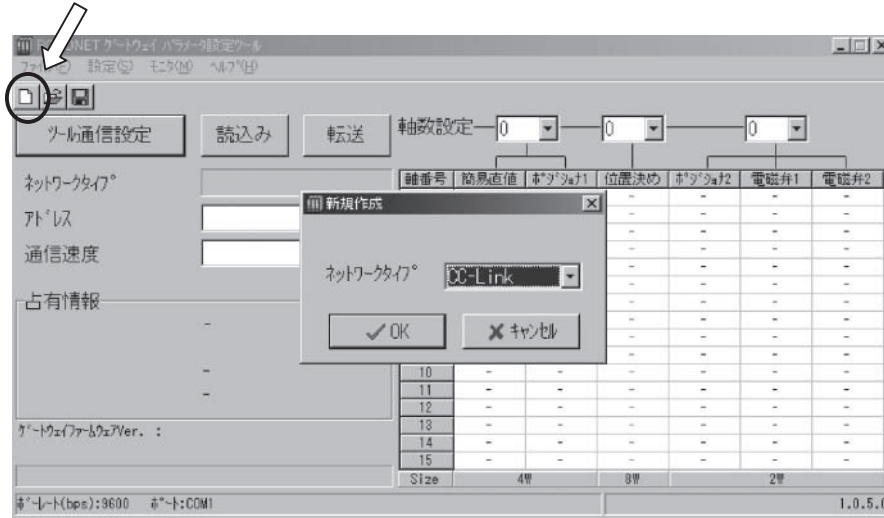 NET ゲートウェイ パラメータ設定ツール
設定(S) モニタ(M) ヘルプ(H)
ツール通信設定 読込み 転送 軸数設定 0 0 0
ネットワークタイプ
アドレス
通信速度
占有情報
-
-
-
ゲートウェイファームウェアVer. :
軸番号 簡易直値 ポジショナ1 位置決め ポジショナ2 電磁弁1 電磁弁2
新規作成
ネットワークタイプ CC-Link
OK キャンセル
- - - -
- - - -
- - - -
- - - -
- - - -
- - - -
- - - -
- - - -
- - - -
- - - -
10 - - - - - -
11 - - - - - -
12 - - - - - -
13 - - - - - -
14 - - - - - -
15 - - - - - -
Size 4W 8W 2W
ボーレート(bps):9600 ポート:COM1 1.0.5.